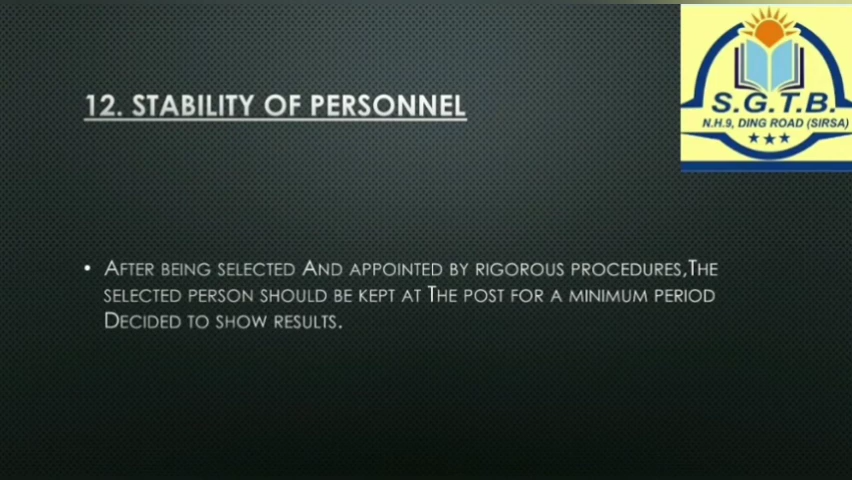 12. STABILITY OF PERSONNEL
S.G.T.B.
N.H.9, DING ROAD (SIRSA)
• AFTER BEING SELECTED AND APPOINTED BY RIGOROUS PROCEDURES,THE
SELECTED PERSON SHOULD BE KEPT AT THE POST FOR A MINIMUM PERIOD
DECIDED TO SHOW RESULTS.